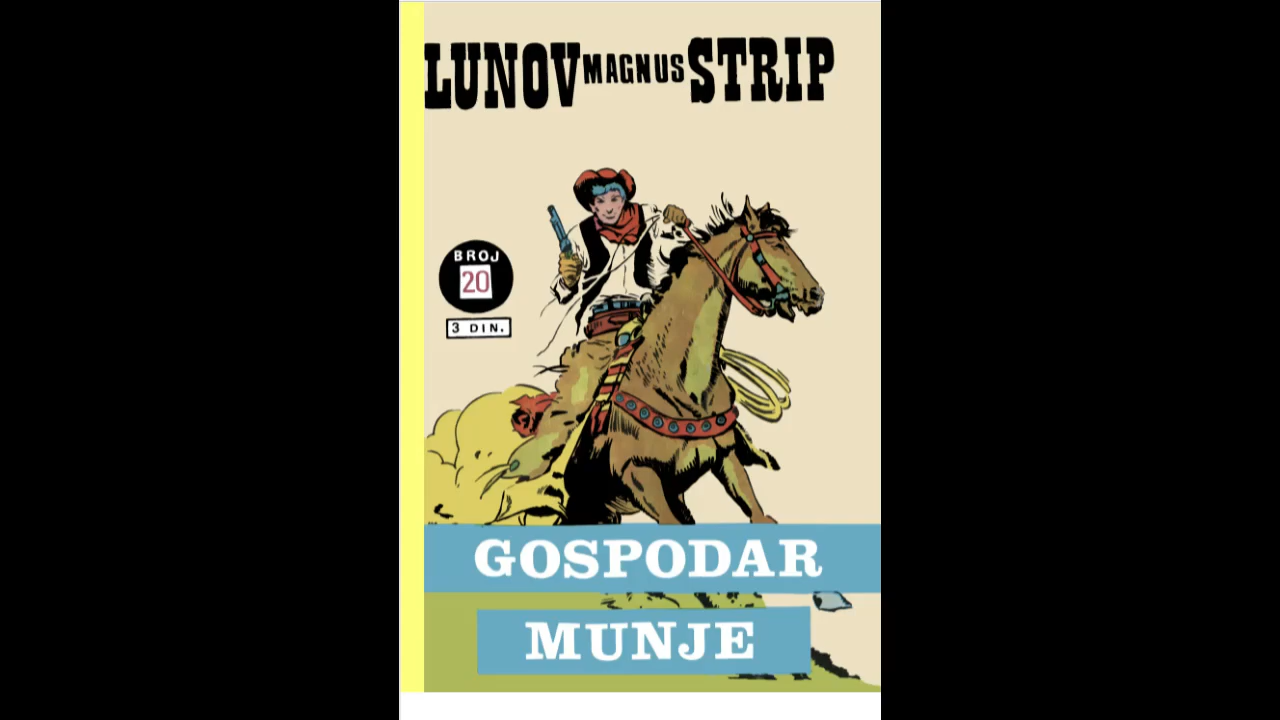 LUNOV MAGNUS STRIP
BROJ
20
3 DIN.
GOSPODAR
MUNJE